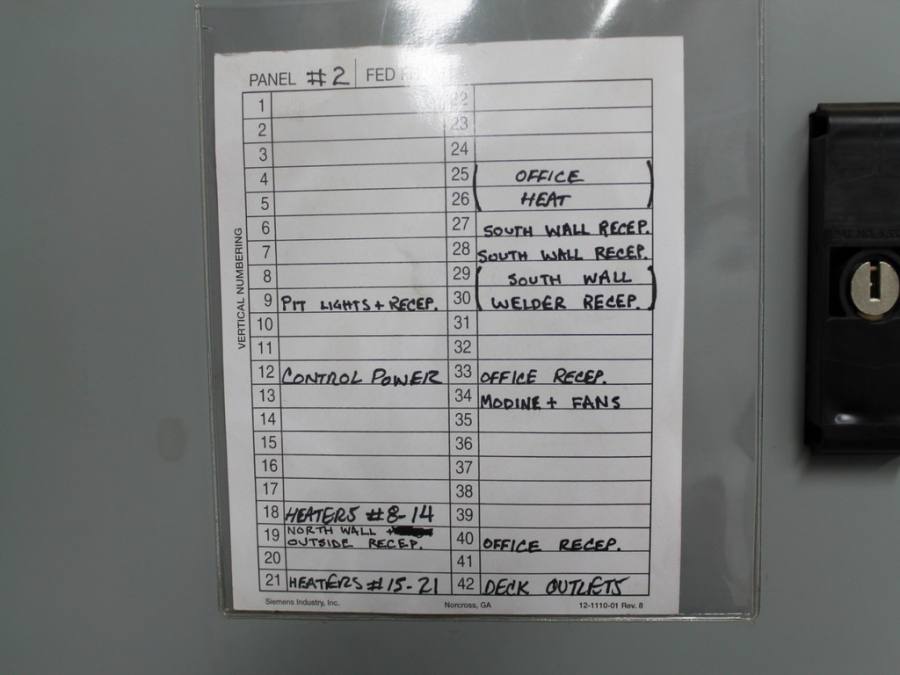 PANEL #2 FED
VERTICAL NUMBERING
1
2
3
4
5
6
7
8
9 PIT LIGHTS + RECEP.
10
11
12 CONTROL POWER
13
14
15
16
17
18 HEATERS #8-14
19 NORTH WALL +
OUTSIDE RECEP.
20
21 HEATERS #15-21
22
23
24
25 OFFICE
26 HEAT
27 SOUTH WALL RECEP.
28 SOUTH WALL RECEP.
29 SOUTH WALL
30 WELDER RECEP.
31
32
33 OFFICE RECEP.
34 MODINE + FANS
35
36
37
38
39
40 OFFICE RECEP.
41
42 DECK OUTLETS
Siemens Industry, Inc. Norcross, GA 12-1110-01 Rev. 8